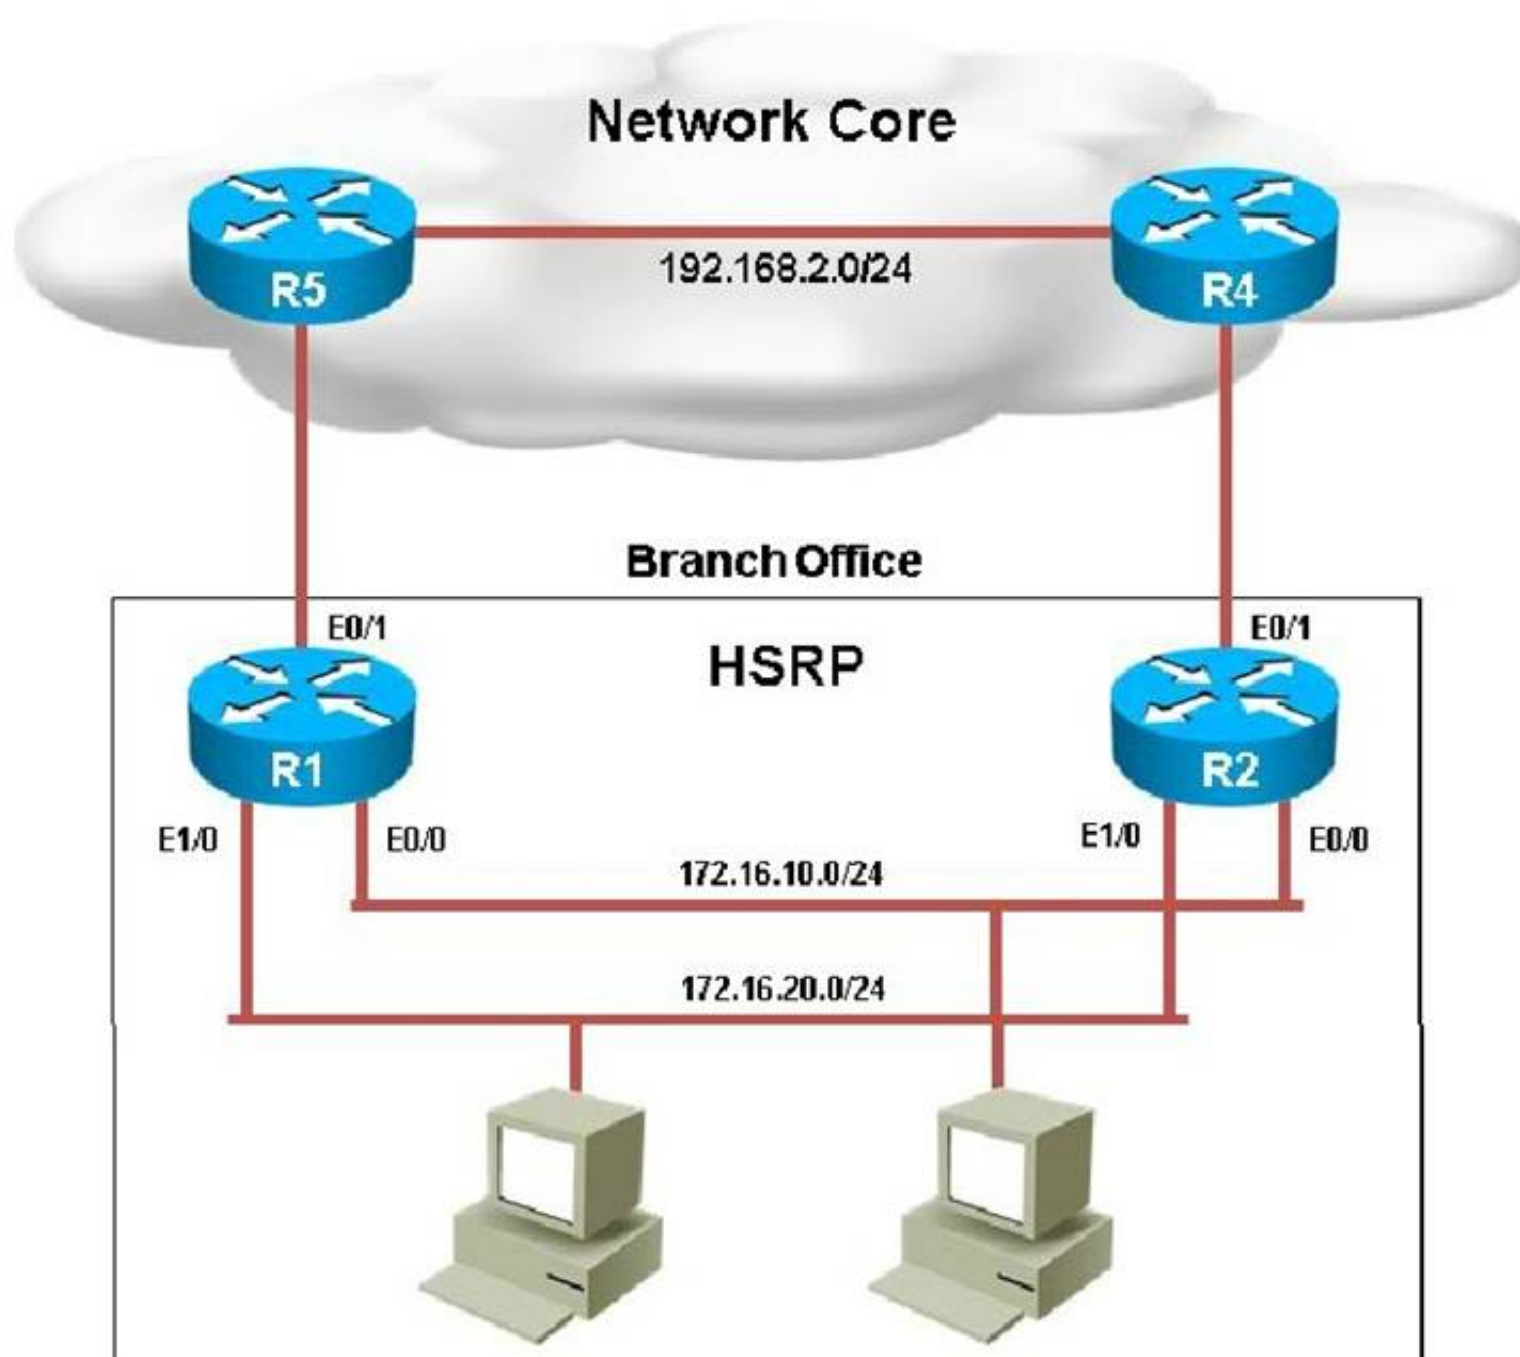 Network Core
192.168.2.0/24
R5
R4
Branch Office
E0/1
E0/1
HSRP
R1
R2
E1/0
E0/0
E1/0
E0/0
172.16.10.0/24
172.16.20.0/24